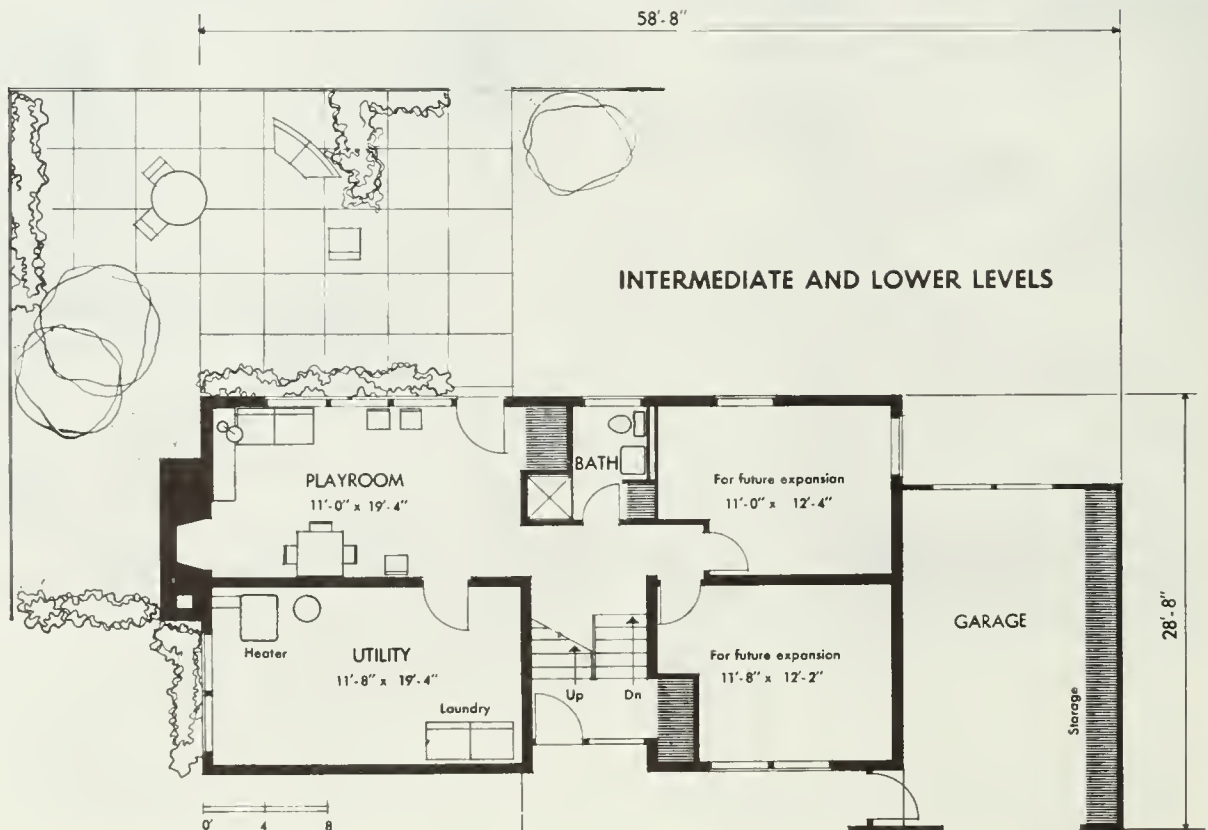 58'-8"
INTERMEDIATE AND LOWER LEVELS
PLAYROOM
11'-0" x 19'-4"
BATH
For future expansion
11'-0" x 12'-4"
GARAGE
28'-8"
Heater
UTILITY
11'-8" x 19'-4"
For future expansion
11'-8" x 12'-2"
Up
Dn
Laundry
Storage
0' 4 8